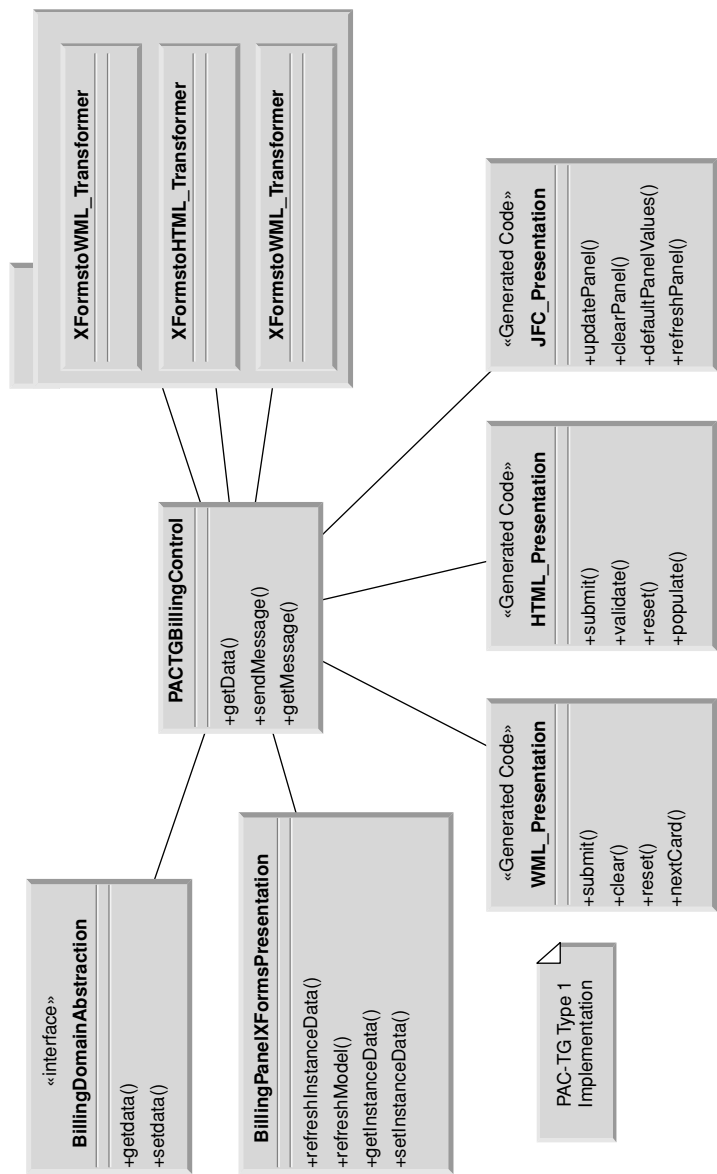 «interface»
BillingDomainAbstraction
+getdata()
+setdata()
BillingPanelXFormsPresentation
+refreshInstanceData()
+refreshModel()
+getInstanceData()
+setInstanceData()
PAC-TG Type 1
Implementation
PACTGBillingControl
+getData()
+sendMessage()
+getMessage()
«Generated Code»
WML_Presentation
+submit()
+clear()
+reset()
+nextCard()
«Generated Code»
HTML_Presentation
+submit()
+validate()
+reset()
+populate()
«Generated Code»
JFC_Presentation
+updatePanel()
+clearPanel()
+defaultPanelValues()
+refreshPanel()
XFormstoWML_Transformer
XFormstoHTML_Transformer
XFormstoWML_Transformer